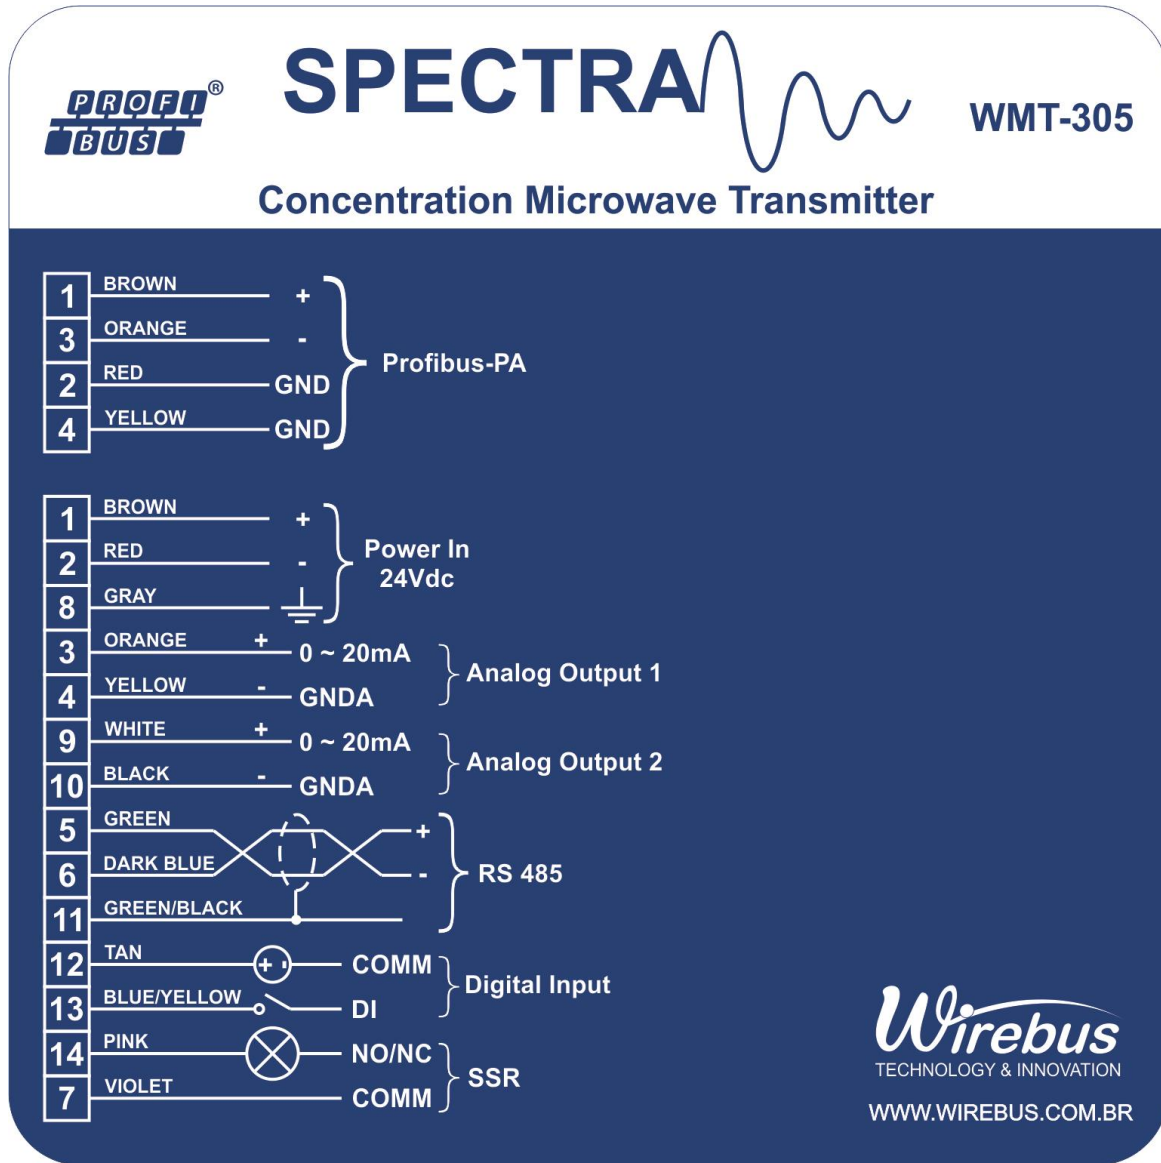 PROFI®
BUS
SPECTRA
WMT-305
Concentration Microwave Transmitter
1 BROWN +
3 ORANGE -
2 RED GND
4 YELLOW GND
Profibus-PA
1 BROWN +
2 RED -
8 GRAY
Power In
24Vdc
3 ORANGE + 0 ~ 20mA
4 YELLOW - GNDA
Analog Output 1
9 WHITE + 0 ~ 20mA
10 BLACK - GNDA
Analog Output 2
5 GREEN +
6 DARK BLUE -
11 GREEN/BLACK
RS 485
12 TAN + - COMM
13 BLUE/YELLOW DI
Digital Input
14 PINK NO/NC
7 VIOLET COMM
SSR
Wirebus
TECHNOLOGY & INNOVATION
WWW.WIREBUS.COM.BR